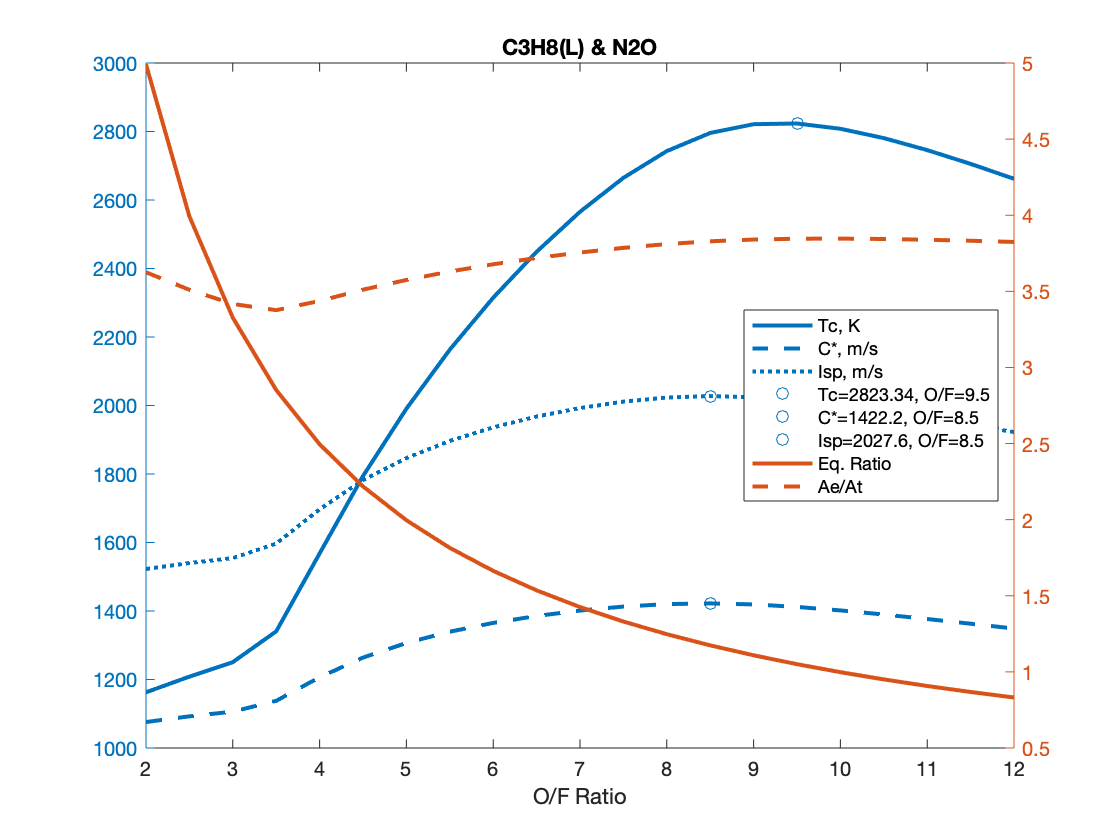 C3H8(L) & N2O
3000
2800
2600
2400
2200
2000
1800
1600
1400
1200
1000
5
4.5
4
3.5
3
2.5
2
1.5
1
0.5
Tc, K
C*, m/s
Isp, m/s
Tc=2823.34, O/F=9.5
C*=1422.2, O/F=8.5
Isp=2027.6, O/F=8.5
Eq. Ratio
Ae/At
2 3 4 5 6 7 8 9 10 11 12
O/F Ratio